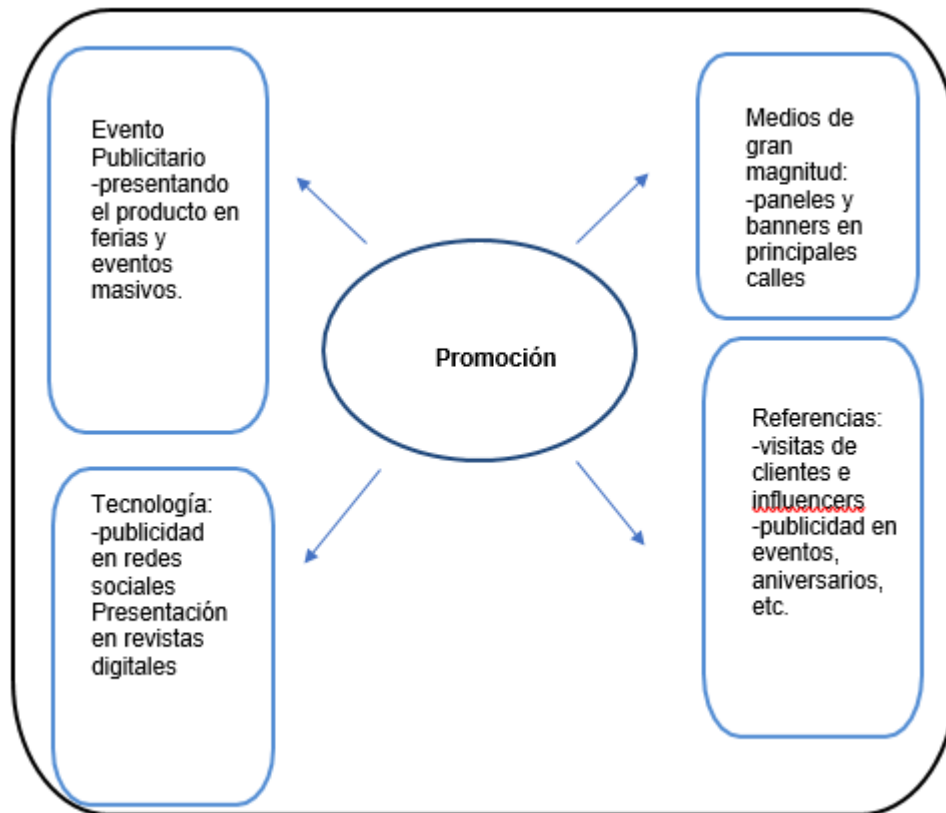 Evento
Publicitario
-presentando
el producto en
ferias y
eventos
masivos.
Medios de
gran
magnitud:
-paneles y
banners en
principales
calles
Promoción
Tecnología:
-publicidad
en redes
sociales
Presentación
en revistas
digitales
Referencias:
-visitas de
clientes e
influencers
-publicidad en
eventos,
aniversarios,
etc.